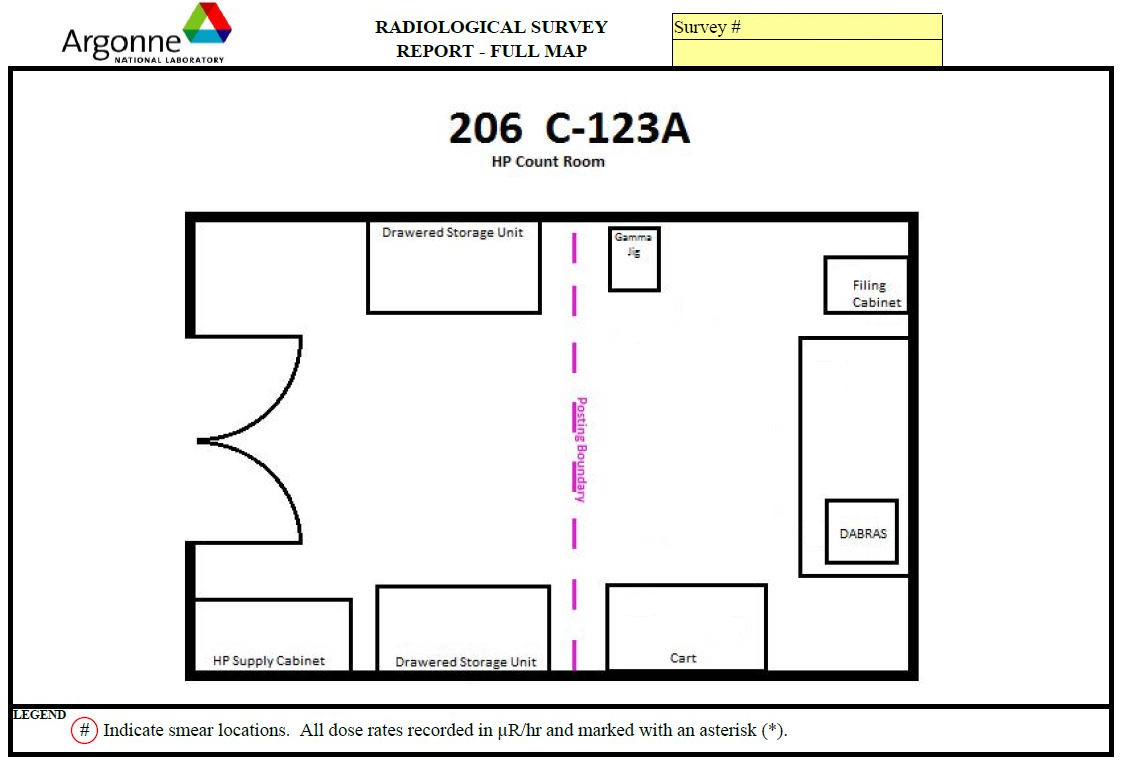 Argonne
NATIONAL LABORATORY
RADIOLOGICAL SURVEY
REPORT - FULL MAP
Survey #
206 C-123A
HP Count Room
Drawered Storage Unit
Gamma
Jig
Filing
Cabinet
Posting Boundary
DABRAS
HP Supply Cabinet
Drawered Storage Unit
Cart
LEGEND
# Indicate smear locations. All dose rates recorded in µR/hr and marked with an asterisk (*).